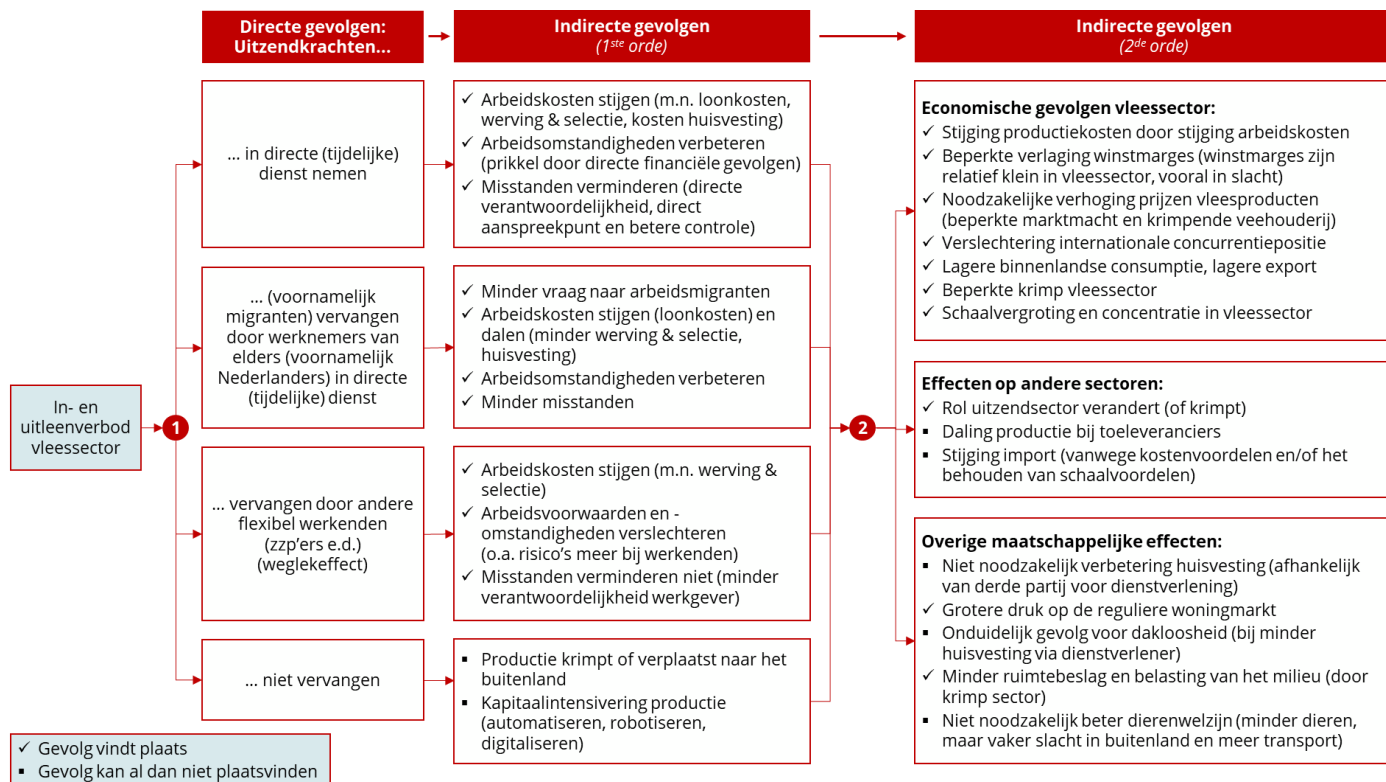 Directe gevolgen:
Uitzendkrachten...
Indirecte gevolgen
(1ste orde)
Indirecte gevolgen
(2de orde)
In- en
uitleenverbod
vleessector
1
... in directe (tijdelijke)
dienst nemen
✓ Arbeidskosten stijgen (m.n. loonkosten,
werving & selectie, kosten huisvesting)
✓ Arbeidsomstandigheden verbeteren
(prikkel door directe financiële gevolgen)
✓ Misstanden verminderen (directe
verantwoordelijkheid, direct
aanspreekpunt en betere controle)
... (voornamelijk
migranten) vervangen
door werknemers van
elders (voornamelijk
Nederlanders) in directe
(tijdelijke) dienst
✓ Minder vraag naar arbeidsmigranten
✓ Arbeidskosten stijgen (loonkosten) en
dalen (minder werving & selectie,
huisvesting)
✓ Arbeidsomstandigheden verbeteren
✓ Minder misstanden
... vervangen door andere
flexibel werkenden
(zzp'ers e.d.)
(weglekeffect)
✓ Arbeidskosten stijgen (m.n. werving &
selectie)
✓ Arbeidsvoorwaarden en -
omstandigheden verslechteren
(o.a. risico's meer bij werkenden)
✓ Misstanden verminderen niet (minder
verantwoordelijkheid werkgever)
... niet vervangen
▪ Productie krimpt of verplaatst naar het
buitenland
▪ Kapitaalintensivering productie
(automatiseren, robotiseren,
digitaliseren)
2
Economische gevolgen vleessector:
✓ Stijging productiekosten door stijging arbeidskosten
✓ Beperkte verlaging winstmarges (winstmarges zijn
relatief klein in vleessector, vooral in slacht)
✓ Noodzakelijke verhoging prijzen vleesproducten
(beperkte marktmacht en krimpende veehouderij)
✓ Verslechtering internationale concurrentiepositie
✓ Lagere binnenlandse consumptie, lagere export
✓ Beperkte krimp vleessector
✓ Schaalvergroting en concentratie in vleessector
Effecten op andere sectoren:
✓ Rol uitzendsector verandert (of krimpt)
▪ Daling productie bij toeleveranciers
▪ Stijging import (vanwege kostenvoordelen en/of het
behouden van schaalvoordelen)
Overige maatschappelijke effecten:
▪ Niet noodzakelijk verbetering huisvesting (afhankelijk
van derde partij voor dienstverlening)
✓ Grotere druk op de reguliere woningmarkt
▪ Onduidelijk gevolg voor dakloosheid (bij minder
huisvesting via dienstverlener)
✓ Minder ruimtebeslag en belasting van het milieu (door
krimp sector)
▪ Niet noodzakelijk beter dierenwelzijn (minder dieren,
maar vaker slacht in buitenland en meer transport)
✓ Gevolg vindt plaats
▪ Gevolg kan al dan niet plaatsvinden